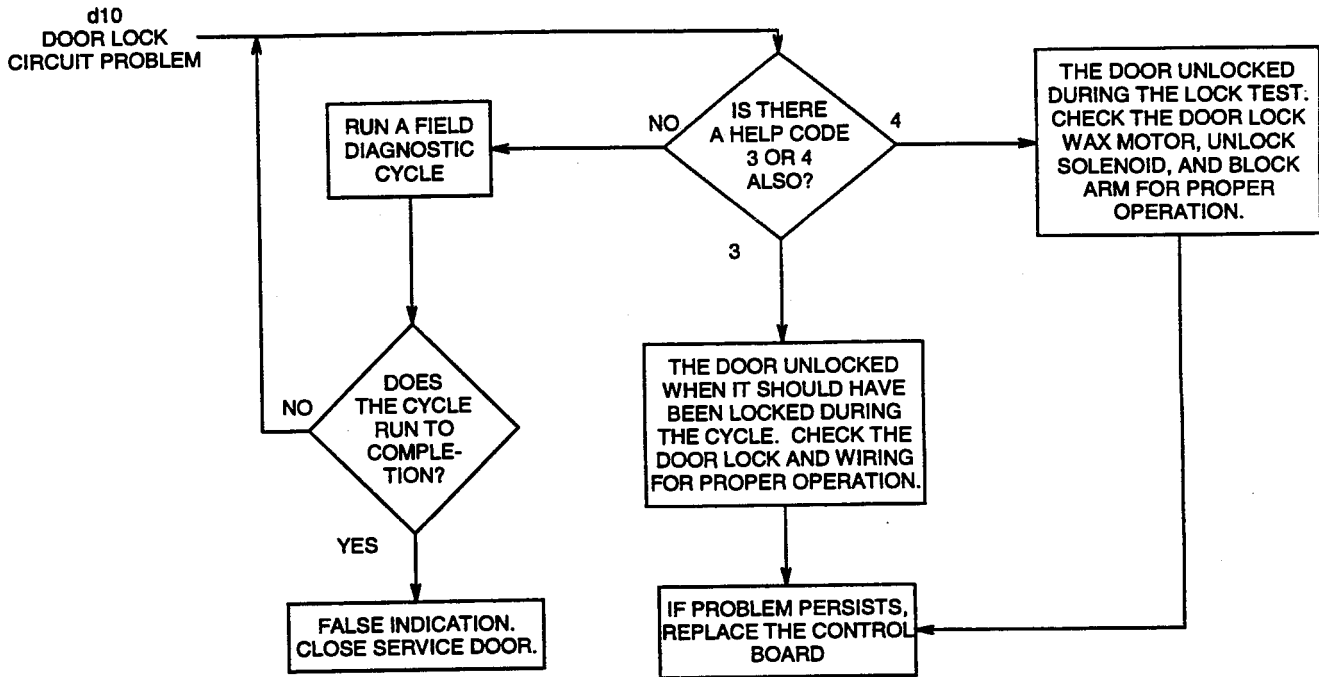 d10
DOOR LOCK
CIRCUIT PROBLEM
IS THERE
A HELP CODE
3 OR 4
ALSO?
NO
4
3
RUN A FIELD
DIAGNOSTIC
CYCLE
THE DOOR UNLOCKED
DURING THE LOCK TEST.
CHECK THE DOOR LOCK
WAX MOTOR, UNLOCK
SOLENOID, AND BLOCK
ARM FOR PROPER
OPERATION.
DOES
THE CYCLE
RUN TO
COMPLE-
TION?
NO
YES
THE DOOR UNLOCKED
WHEN IT SHOULD HAVE
BEEN LOCKED DURING
THE CYCLE. CHECK THE
DOOR LOCK AND WIRING
FOR PROPER OPERATION.
FALSE INDICATION.
CLOSE SERVICE DOOR.
IF PROBLEM PERSISTS,
REPLACE THE CONTROL
BOARD